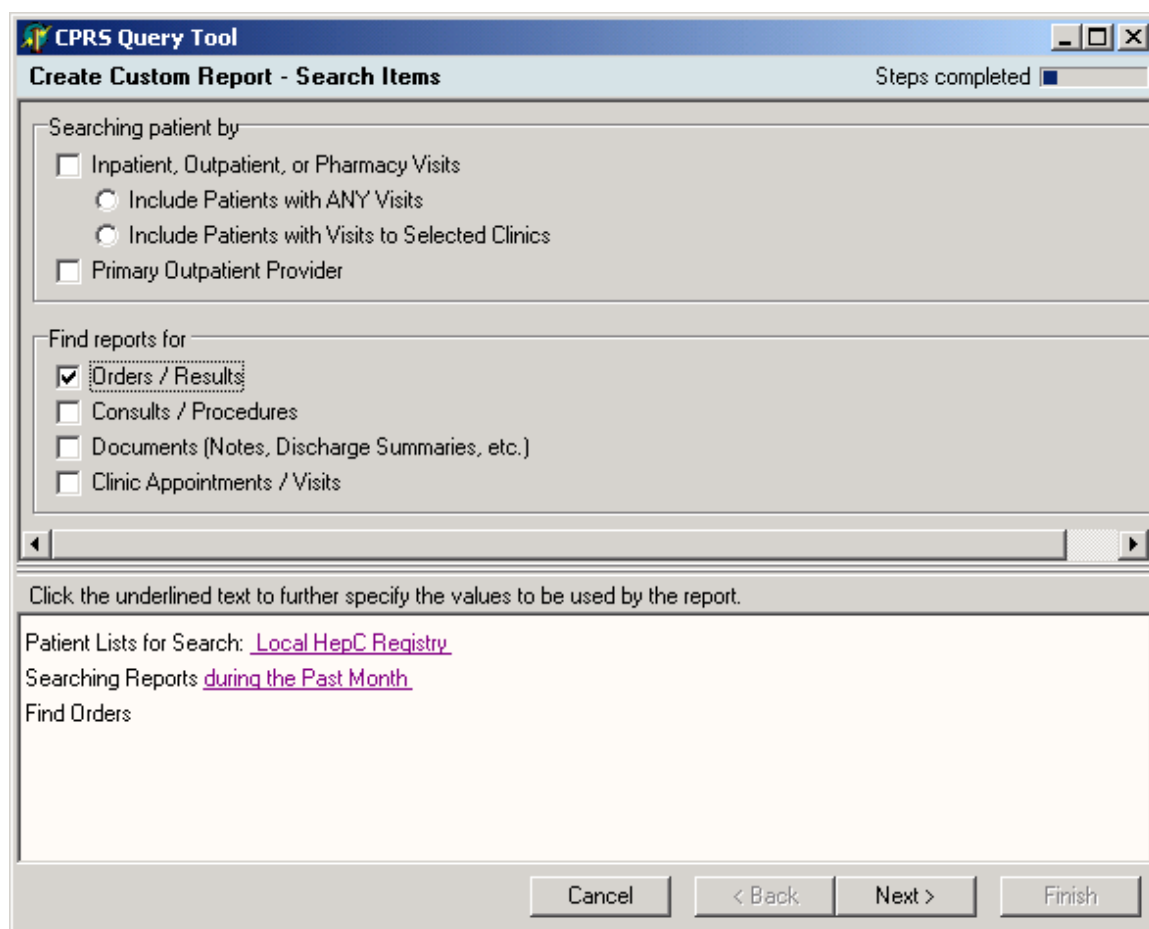 CPRS Query Tool
Create Custom Report - Search Items Steps completed
Searching patient by
Inpatient, Outpatient, or Pharmacy Visits
Include Patients with ANY Visits
Include Patients with Visits to Selected Clinics
Primary Outpatient Provider
Find reports for
Orders / Results
Consults / Procedures
Documents (Notes, Discharge Summaries, etc.)
Clinic Appointments / Visits
Click the underlined text to further specify the values to be used by the report.
Patient Lists for Search: Local HepC Registry
Searching Reports during the Past Month
Find Orders
Cancel < Back Next > Finish